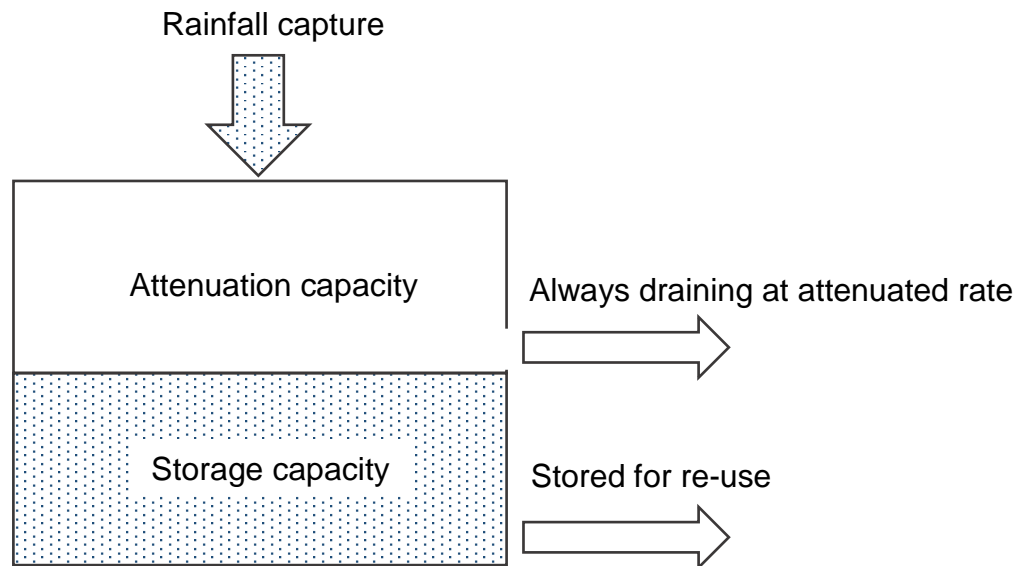 Rainfall capture
Attenuation capacity
Always draining at attenuated rate
Storage capacity
Stored for re-use